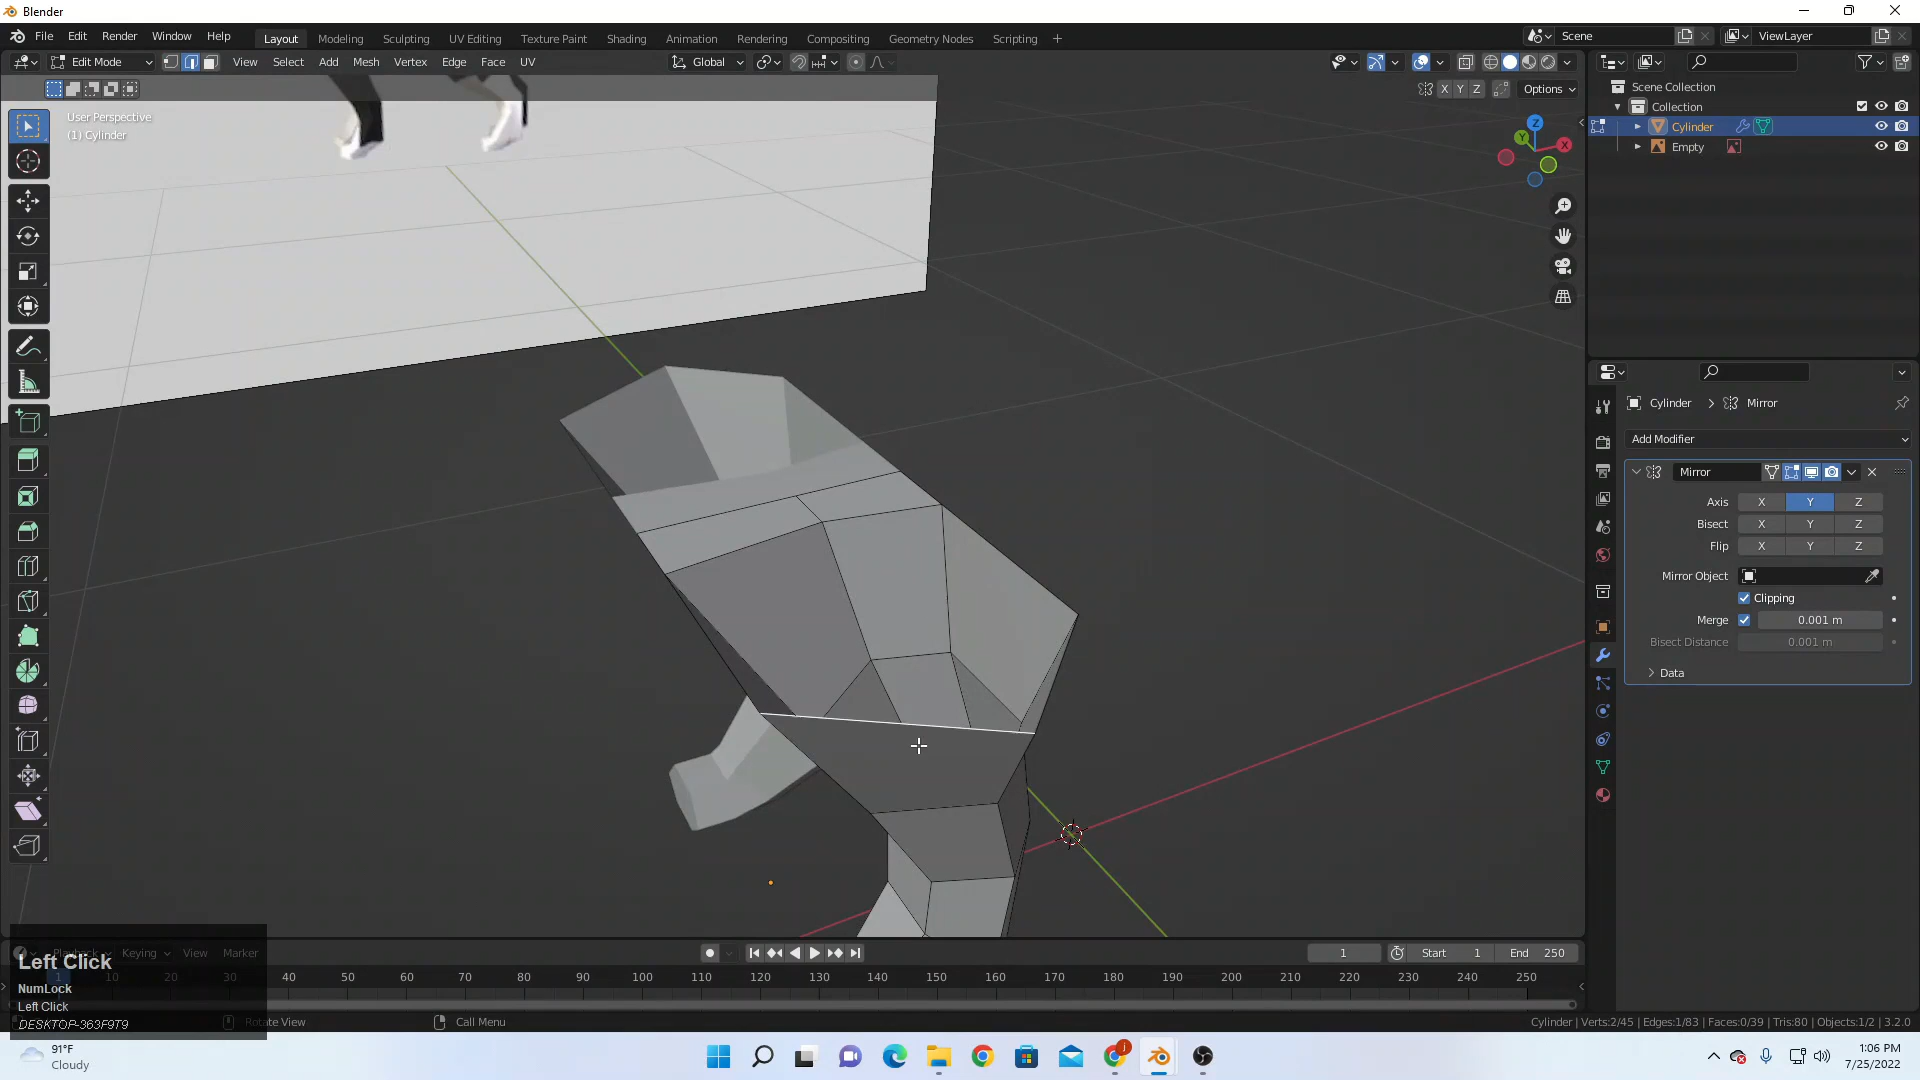 Blender
File Edit Render Window Help
Layout Modeling Sculpting UV Editing Texture Paint Shading Animation Rendering Compositing Geometry Nodes Scripting
Scene
ViewLayer
Edit Mode View Select Add Mesh Vertex Edge Face UV
Global
X Y Z Options
User Perspective
(1) Cylinder
Z
Y
X
Scene Collection
Collection
Cylinder
Empty
Cylinder > Mirror
Add Modifier
Mirror
Axis X Y Z
Bisect X Y Z
Flip X Y Z
Mirror Object
Clipping
Merge 0.001 m
Bisect Distance 0.001 m
Data
Playback Keying View Marker
1 Start 1 End 250
1 10 20 30 40 50 60 70 80 90 100 110 120 130 140 150 160 170 180 190 200 210 220 230 240 250
Left Click
NumLock
Left Click
DESKTOP-363F9T9
Rotate View
Call Menu
Cylinder | Verts:2/45 | Edges:1/83 | Faces:0/39 | Tris:80 | Objects:1/2 | 3.2.0
91°F
Cloudy
1:06 PM
7/25/2022